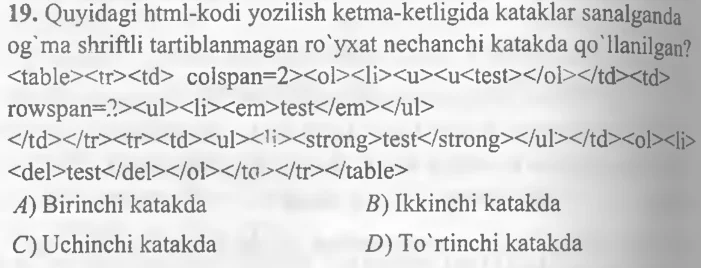 19. Quyidagi html-kodi yozilish ketma-ketligida kataklar sanalganda
og`ma shriftli tartiblanmagan ro`yxat nechanchi katakda qo`llanilgan?
<table><tr><td> colspan=2><ol><li><u><u<test></ol></td><td>
rowspan=2><ul><li><em>test</em></ul>
</td></tr><tr><td><ul><li><strong>test</strong></ul></td><ol><li>
<del>test</del></ol></td></tr></table>
A) Birinchi katakda B) Ikkinchi katakda
C) Uchinchi katakda D) To`rtinchi katakda